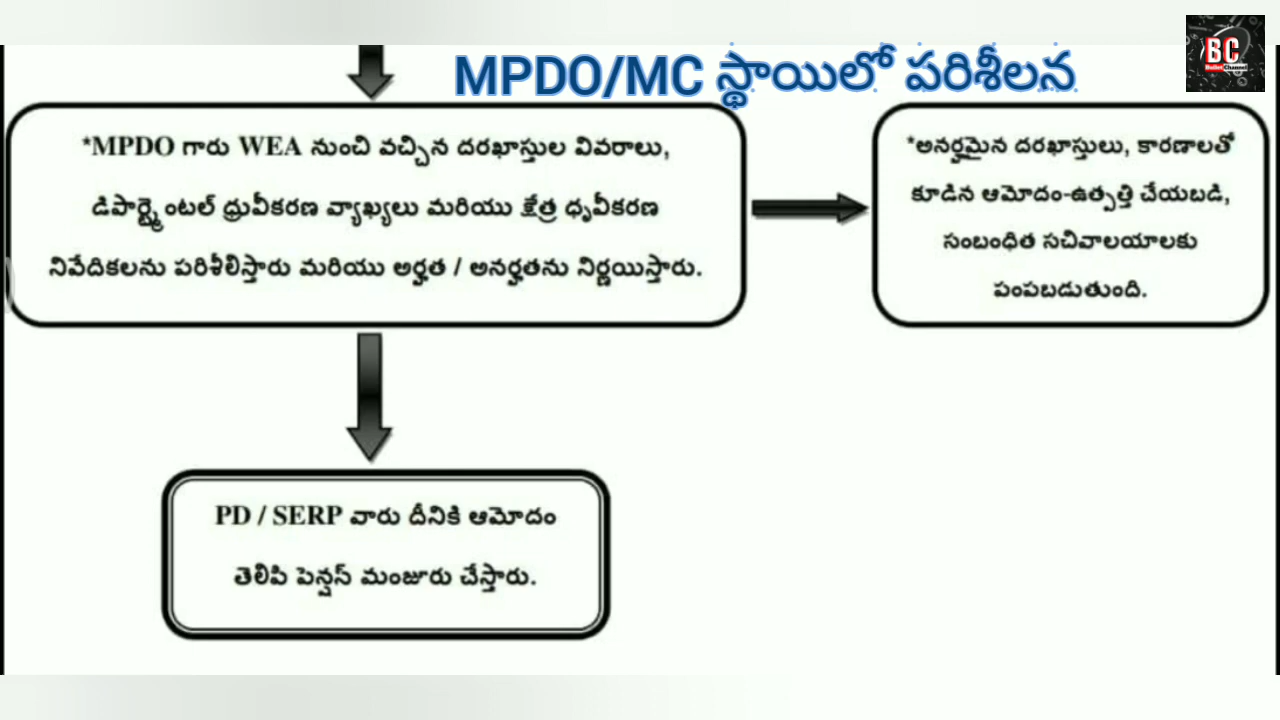 MPDO/MC స్థాయిలో పరిశీలన
BC
Bullet Channel
*MPDO గారు WEA నుంచి వచ్చిన దరఖాస్తుల వివరాలు,
డిపార్ట్మెంటల్ ధ్రువీకరణ వ్యాఖ్యలు మరియు క్షేత్ర ధృవీకరణ
నివేదికలను పరిశీలిస్తారు మరియు అర్హత / అనర్హతను నిర్ణయిస్తారు.
*అనర్హమైన దరఖాస్తులు, కారణాలతో
కూడిన ఆమోదం-ఉత్పత్తి చేయబడి,
సంబంధిత సచివాలయాలకు
పంపబడుతుంది.
PD / SERP వారు దీనికి ఆమోదం
తెలిపి పెన్షన్ మంజూరు చేస్తారు.